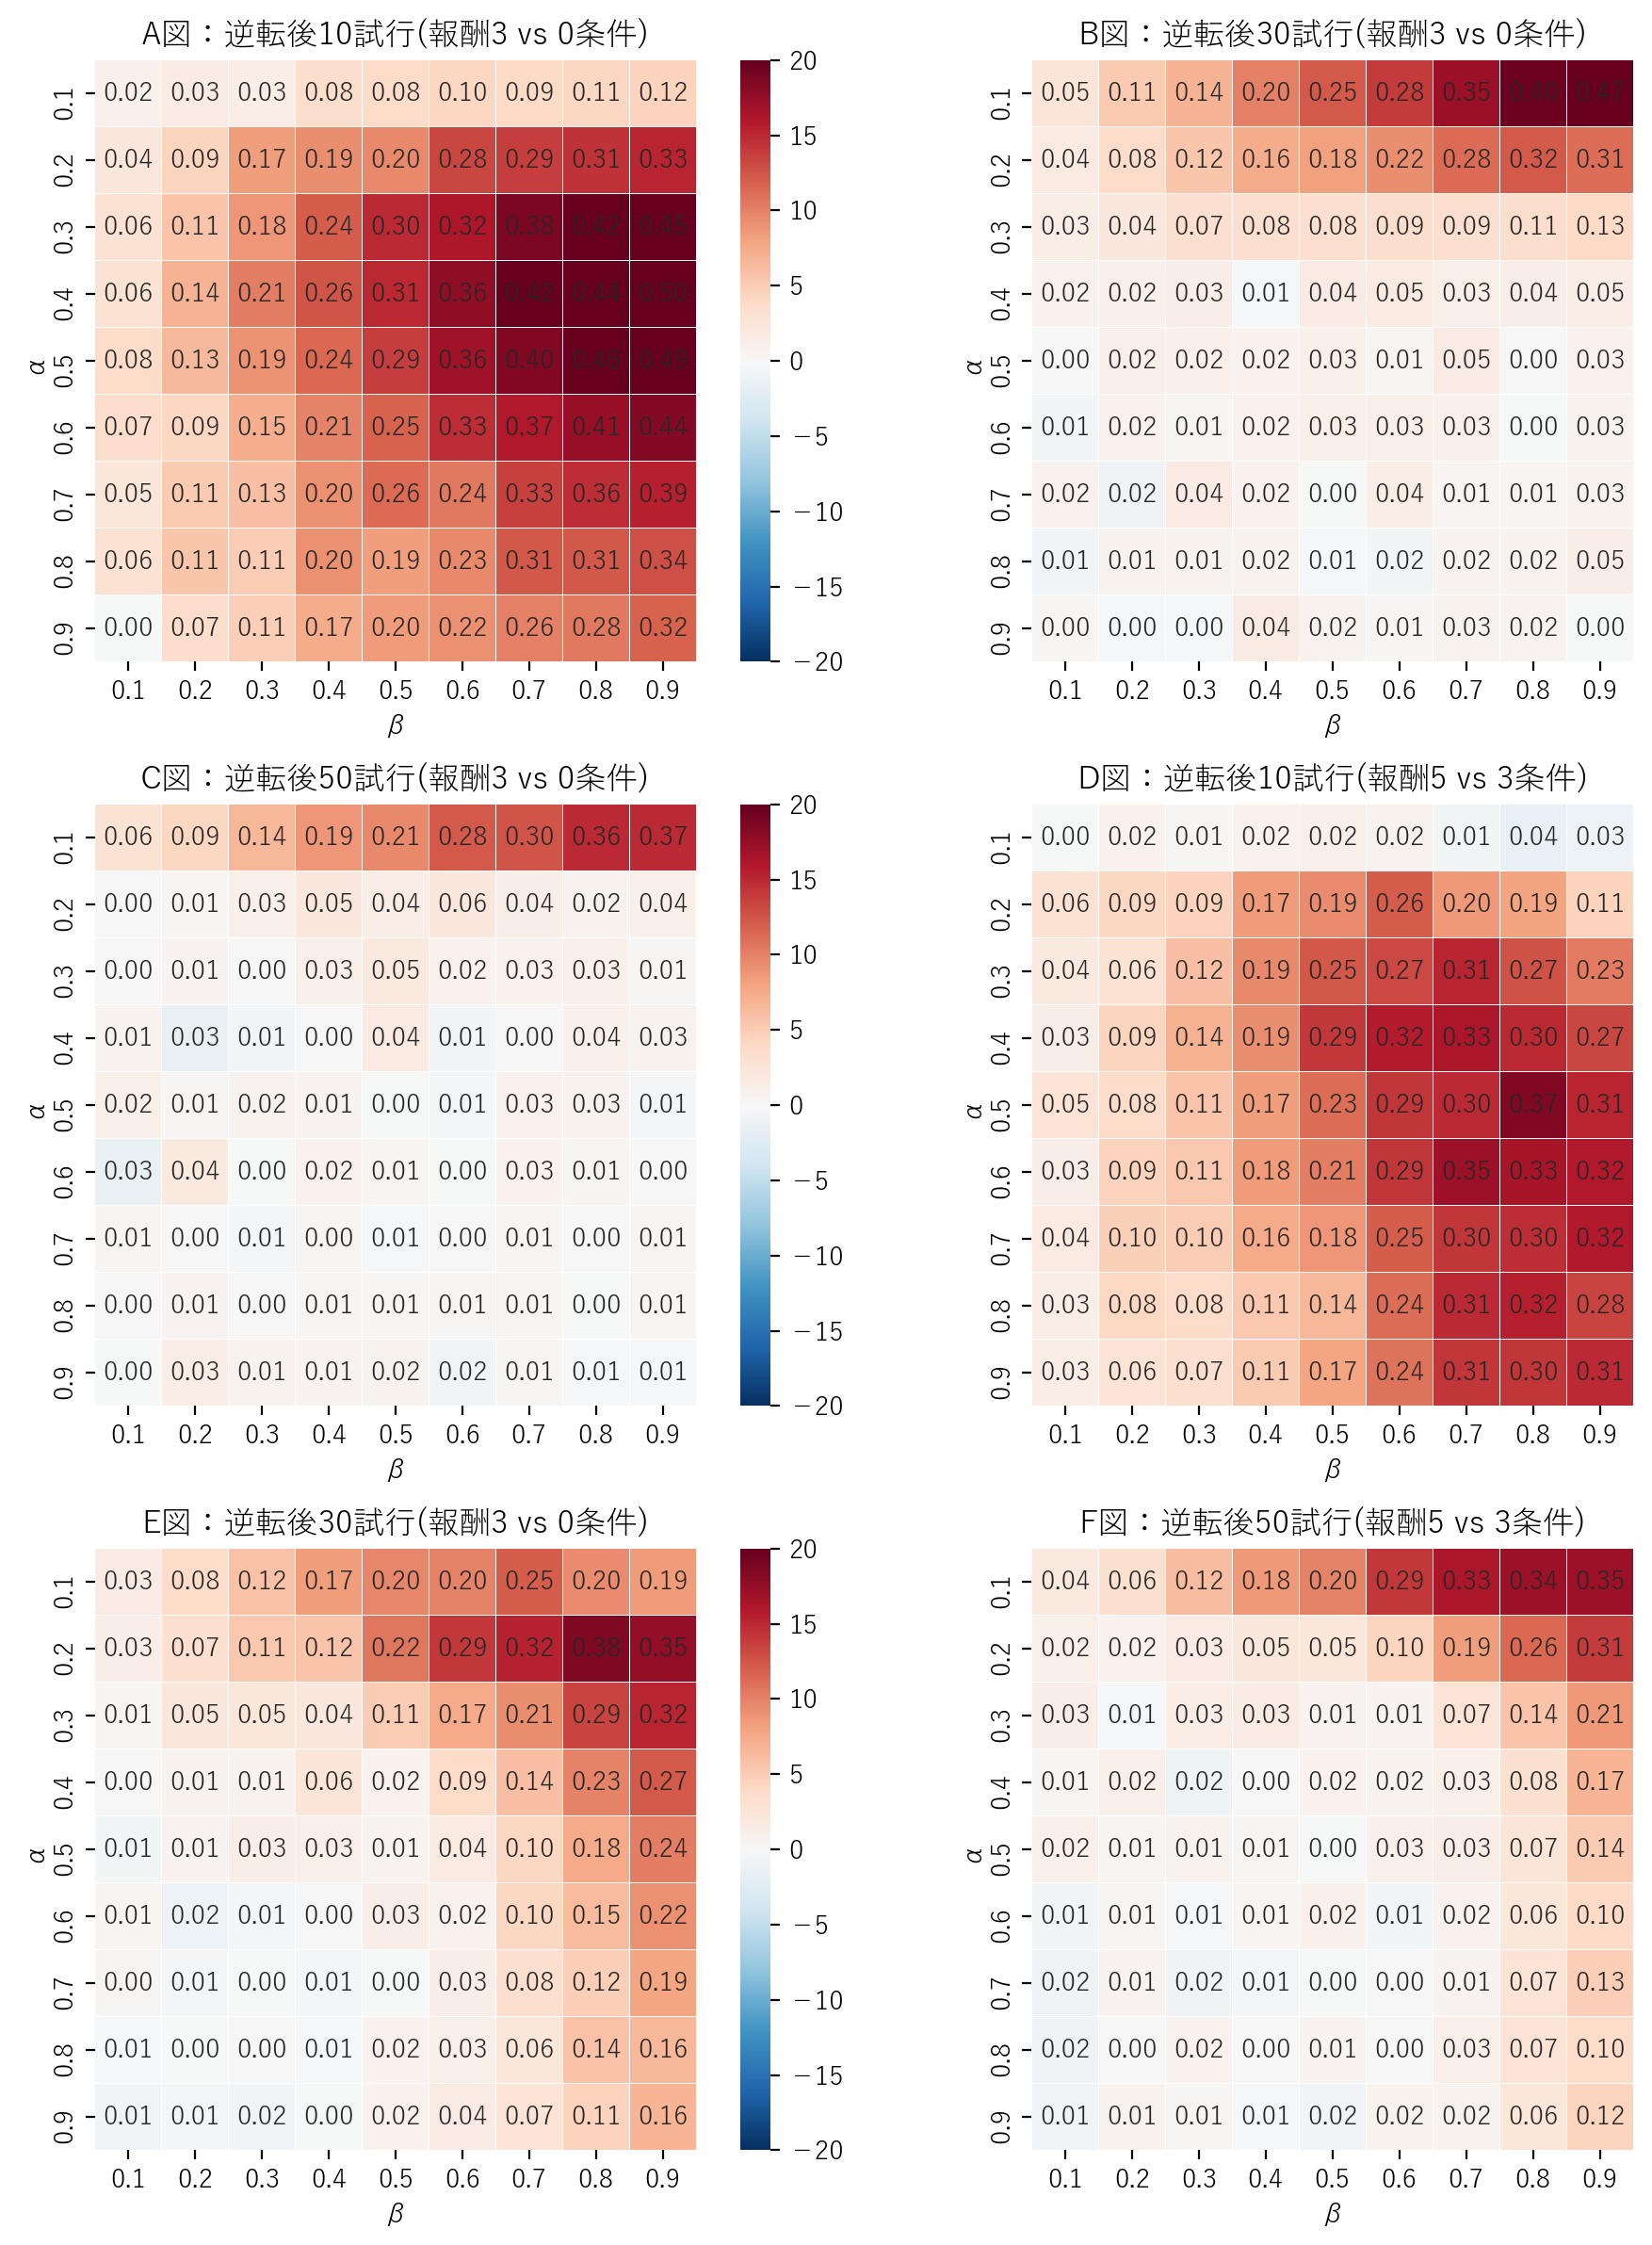 A図：逆転後10試行(報酬3 vs 0条件)
0.1 0.02 0.03 0.03 0.08 0.08 0.10 0.09 0.11 0.12
0.2 0.04 0.09 0.17 0.19 0.20 0.28 0.29 0.31 0.33
0.3 0.06 0.11 0.18 0.24 0.30 0.32 0.38 0.42 0.45
0.4 0.06 0.14 0.21 0.26 0.31 0.36 0.42 0.44 0.50
0.5 0.08 0.13 0.19 0.24 0.29 0.36 0.40 0.46 0.49
0.6 0.07 0.09 0.15 0.21 0.25 0.33 0.37 0.41 0.44
0.7 0.05 0.11 0.13 0.20 0.26 0.24 0.33 0.36 0.39
0.8 0.06 0.11 0.11 0.20 0.19 0.23 0.31 0.31 0.34
0.9 0.00 0.07 0.11 0.17 0.20 0.22 0.26 0.28 0.32
0.1 0.2 0.3 0.4 0.5 0.6 0.7 0.8 0.9
α
β
20
15
10
5
0
−5
−10
−15
−20
B図：逆転後30試行(報酬3 vs 0条件)
0.1 0.05 0.11 0.14 0.20 0.25 0.28 0.35 0.40 0.47
0.2 0.04 0.08 0.12 0.16 0.18 0.22 0.28 0.32 0.31
0.3 0.03 0.04 0.07 0.08 0.08 0.09 0.09 0.11 0.13
0.4 0.02 0.02 0.03 0.01 0.04 0.05 0.03 0.04 0.05
0.5 0.00 0.02 0.02 0.02 0.03 0.01 0.05 0.00 0.03
0.6 0.01 0.02 0.01 0.02 0.03 0.03 0.03 0.00 0.03
0.7 0.02 0.02 0.04 0.02 0.00 0.04 0.01 0.01 0.03
0.8 0.01 0.01 0.01 0.02 0.01 0.02 0.02 0.02 0.05
0.9 0.00 0.00 0.00 0.04 0.02 0.01 0.03 0.02 0.00
0.1 0.2 0.3 0.4 0.5 0.6 0.7 0.8 0.9
α
β
C図：逆転後50試行(報酬3 vs 0条件)
0.1 0.06 0.09 0.14 0.19 0.21 0.28 0.30 0.36 0.37
0.2 0.00 0.01 0.03 0.05 0.04 0.06 0.04 0.02 0.04
0.3 0.00 0.01 0.00 0.03 0.05 0.02 0.03 0.03 0.01
0.4 0.01 0.03 0.01 0.00 0.04 0.01 0.00 0.04 0.03
0.5 0.02 0.01 0.02 0.01 0.00 0.01 0.03 0.03 0.01
0.6 0.03 0.04 0.00 0.02 0.01 0.00 0.03 0.01 0.00
0.7 0.01 0.00 0.01 0.00 0.01 0.00 0.01 0.00 0.01
0.8 0.00 0.01 0.00 0.01 0.01 0.01 0.01 0.00 0.01
0.9 0.00 0.03 0.01 0.01 0.02 0.02 0.01 0.01 0.01
0.1 0.2 0.3 0.4 0.5 0.6 0.7 0.8 0.9
α
β
20
15
10
5
0
−5
−10
−15
−20
D図：逆転後10試行(報酬5 vs 3条件)
0.1 0.00 0.02 0.01 0.02 0.02 0.02 0.01 0.04 0.03
0.2 0.06 0.09 0.09 0.17 0.19 0.26 0.20 0.19 0.11
0.3 0.04 0.06 0.12 0.19 0.25 0.27 0.31 0.27 0.23
0.4 0.03 0.09 0.14 0.19 0.29 0.32 0.33 0.30 0.27
0.5 0.05 0.08 0.11 0.17 0.23 0.29 0.30 0.37 0.31
0.6 0.03 0.09 0.11 0.18 0.21 0.29 0.35 0.33 0.32
0.7 0.04 0.10 0.10 0.16 0.18 0.25 0.30 0.30 0.32
0.8 0.03 0.08 0.08 0.11 0.14 0.24 0.31 0.32 0.28
0.9 0.03 0.06 0.07 0.11 0.17 0.24 0.31 0.30 0.31
0.1 0.2 0.3 0.4 0.5 0.6 0.7 0.8 0.9
α
β
E図：逆転後30試行(報酬3 vs 0条件)
0.1 0.03 0.08 0.12 0.17 0.20 0.20 0.25 0.20 0.19
0.2 0.03 0.07 0.11 0.12 0.22 0.29 0.32 0.38 0.35
0.3 0.01 0.05 0.05 0.04 0.11 0.17 0.21 0.29 0.32
0.4 0.00 0.01 0.01 0.06 0.02 0.09 0.14 0.23 0.27
0.5 0.01 0.01 0.03 0.03 0.01 0.04 0.10 0.18 0.24
0.6 0.01 0.02 0.01 0.00 0.03 0.02 0.10 0.15 0.22
0.7 0.00 0.01 0.00 0.01 0.00 0.03 0.08 0.12 0.19
0.8 0.01 0.00 0.00 0.01 0.02 0.03 0.06 0.14 0.16
0.9 0.01 0.01 0.02 0.00 0.02 0.04 0.07 0.11 0.16
0.1 0.2 0.3 0.4 0.5 0.6 0.7 0.8 0.9
α
β
20
15
10
5
0
−5
−10
−15
−20
F図：逆転後50試行(報酬5 vs 3条件)
0.1 0.04 0.06 0.12 0.18 0.20 0.29 0.33 0.34 0.35
0.2 0.02 0.02 0.03 0.05 0.05 0.10 0.19 0.26 0.31
0.3 0.03 0.01 0.03 0.03 0.01 0.01 0.07 0.14 0.21
0.4 0.01 0.02 0.02 0.00 0.02 0.02 0.03 0.08 0.17
0.5 0.02 0.01 0.01 0.01 0.00 0.03 0.03 0.07 0.14
0.6 0.01 0.01 0.01 0.01 0.02 0.01 0.02 0.06 0.10
0.7 0.02 0.01 0.02 0.01 0.00 0.00 0.01 0.07 0.13
0.8 0.02 0.00 0.02 0.00 0.01 0.00 0.03 0.07 0.10
0.9 0.01 0.01 0.01 0.01 0.02 0.02 0.02 0.06 0.12
0.1 0.2 0.3 0.4 0.5 0.6 0.7 0.8 0.9
α
β